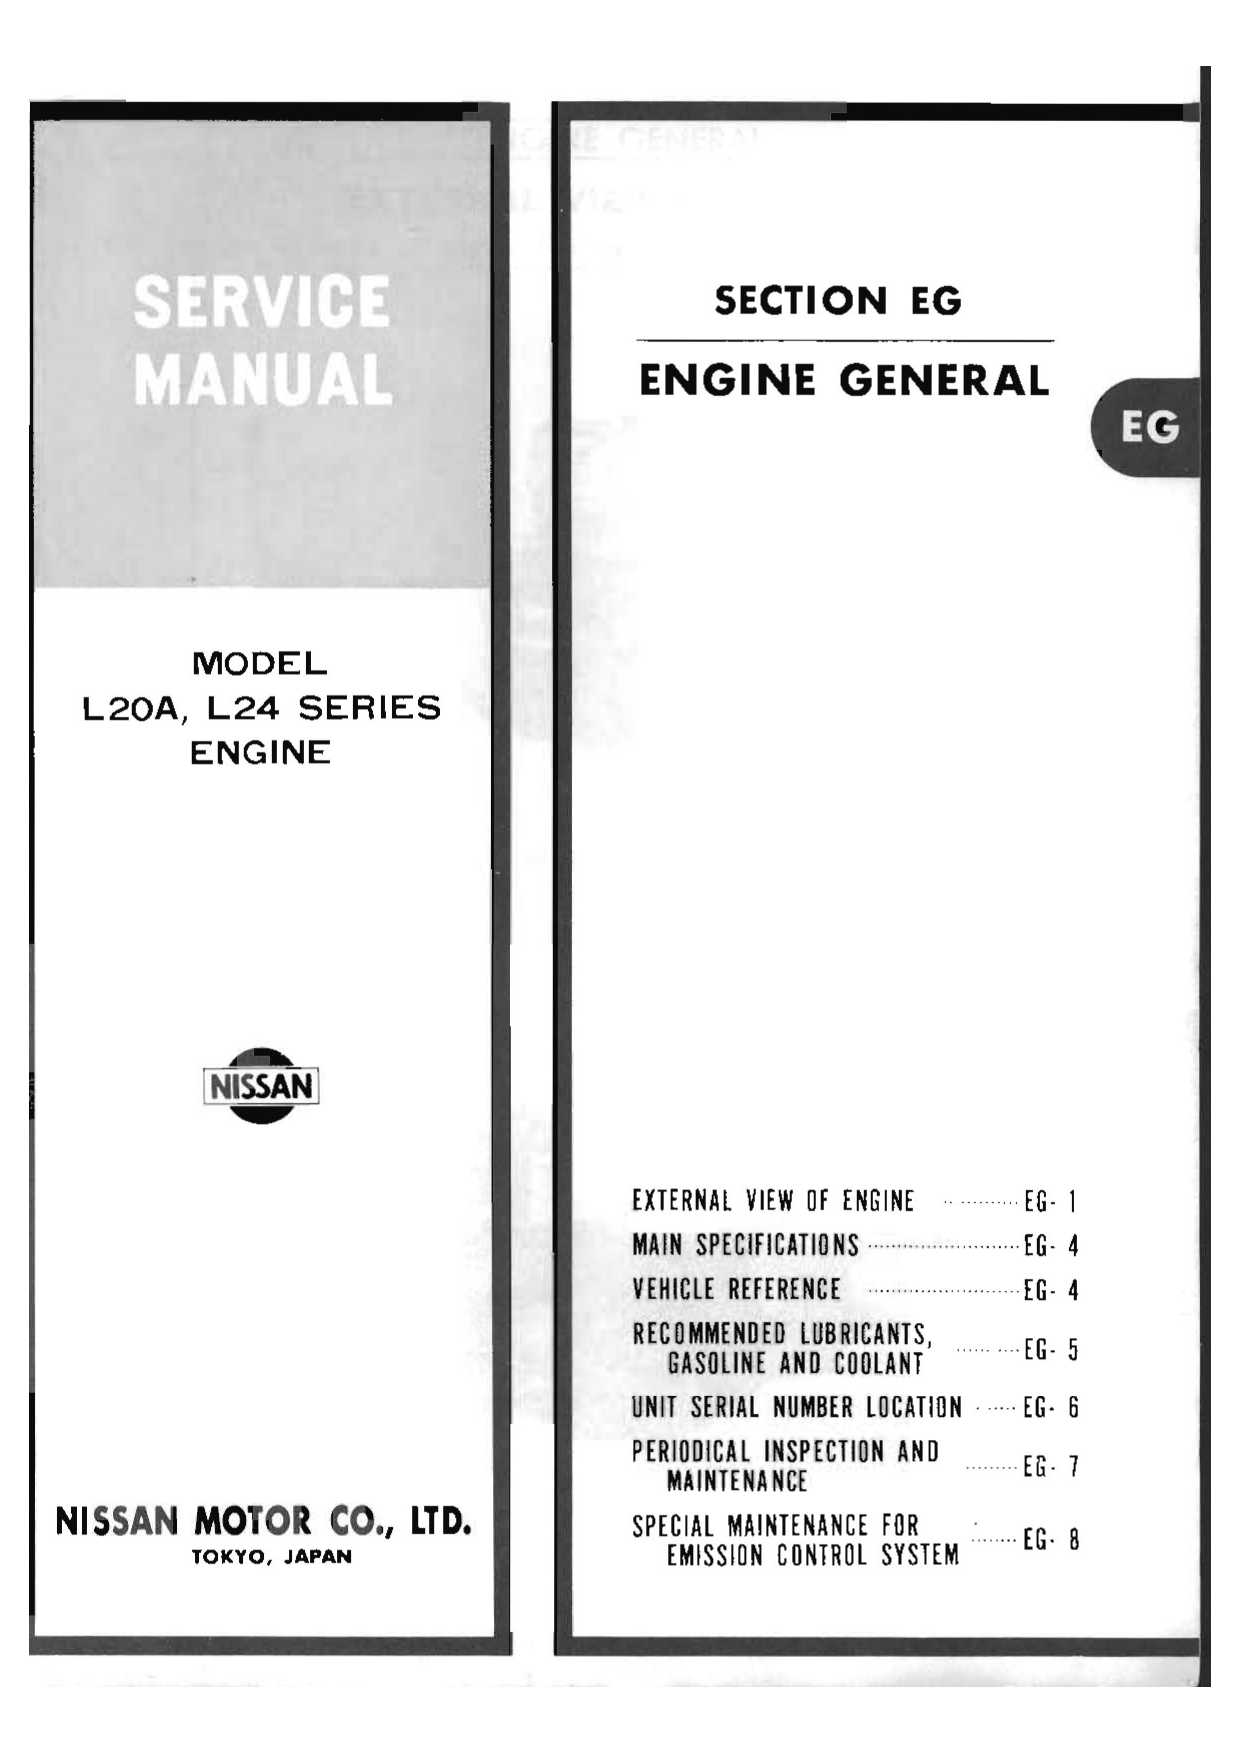 SERVICE
MANUAL
MODEL
L20A, L24 SERIES
ENGINE
NISSAN
NISSAN MOTOR CO., LTD.
TOKYO, JAPAN
SECTION EG
ENGINE GENERAL
EG
EXTERNAL VIEW OF ENGINE ·· ·········· EG- 1
MAIN SPECIFICATIONS ························ EG- 4
VEHICLE REFERENCE ························ EG- 4
RECOMMENDED LUBRICANTS,
GASOLINE AND COOLANT ······ ···· EG- 5
UNIT SERIAL NUMBER LOCATION · ····· EG- 6
PERIODICAL INSPECTION AND
MAINTENANCE ········· EG- 7
SPECIAL MAINTENANCE FOR
EMISSION CONTROL SYSTEM ········ EG- 8